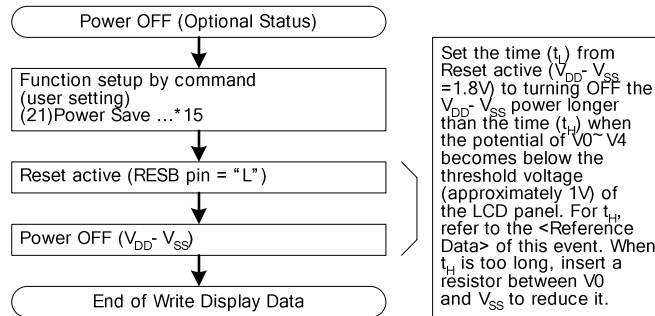 Power OFF (Optional Status)
Function setup by command
(user setting)
(21)Power Save ...*15
Reset active (RESB pin = “L”)
Power OFF (VDD- VSS)
End of Write Display Data
Set the time (tL) from
Reset active (VDD- VSS
=1.8V) to turning OFF the
VDD- VSS power longer
than the time (tH) when
the potential of V0~ V4
becomes below the
threshold voltage
(approximately 1V) of
the LCD panel. For tH,
refer to the <Reference
Data> of this event. When
tH is too long, insert a
resistor between V0
and VSS to reduce it.